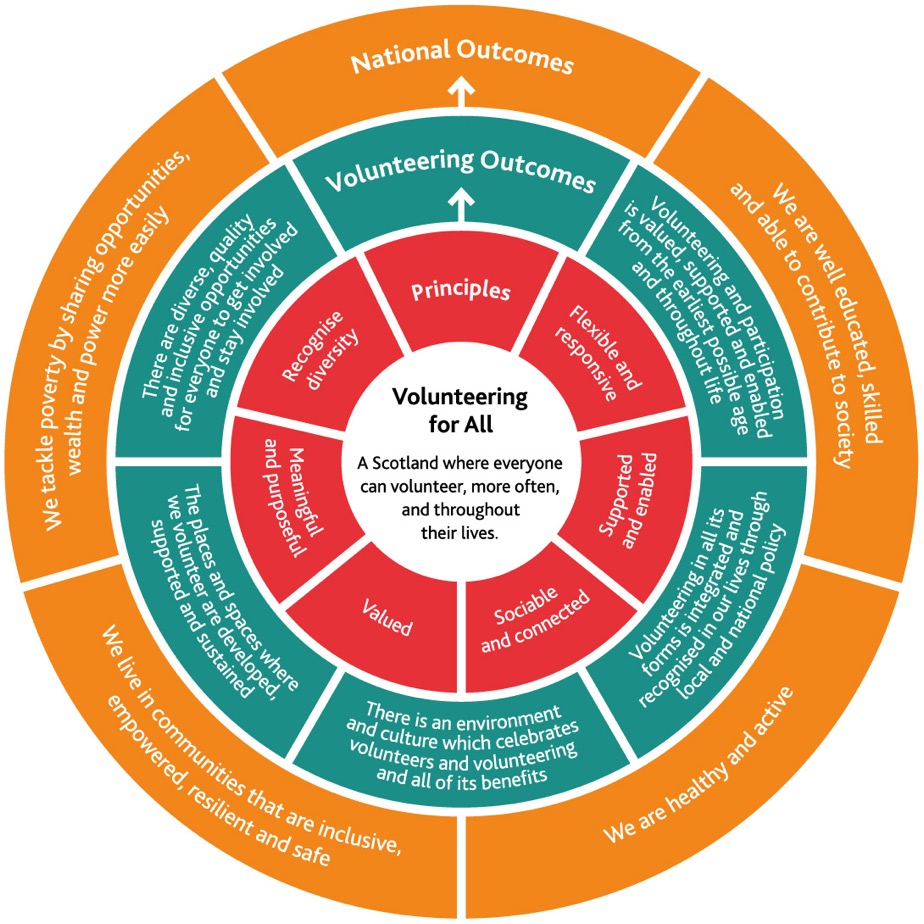 National Outcomes
We are well educated, skilled
and able to contribute to society
We are healthy and active
We live in communities that are inclusive,
empowered, resilient and safe
We tackle poverty by sharing opportunities,
wealth and power more easily
Volunteering Outcomes
Volunteering and participation
is valued, supported and enabled
from the earliest possible age
and throughout life
Volunteering in all its
forms is integrated and
recognised in our lives through
local and national policy
There is an environment
and culture which celebrates
volunteers and volunteering
and all of its benefits
The places and spaces where
we volunteer are developed,
supported and sustained
There are diverse, quality
and inclusive opportunities
for everyone to get involved
and stay involved
Principles
Flexible and
responsive
Supported
and enabled
Sociable
and connected
Valued
Meaningful
and purposeful
Recognise
diversity
Volunteering
for All
A Scotland where everyone
can volunteer, more often,
and throughout
their lives.